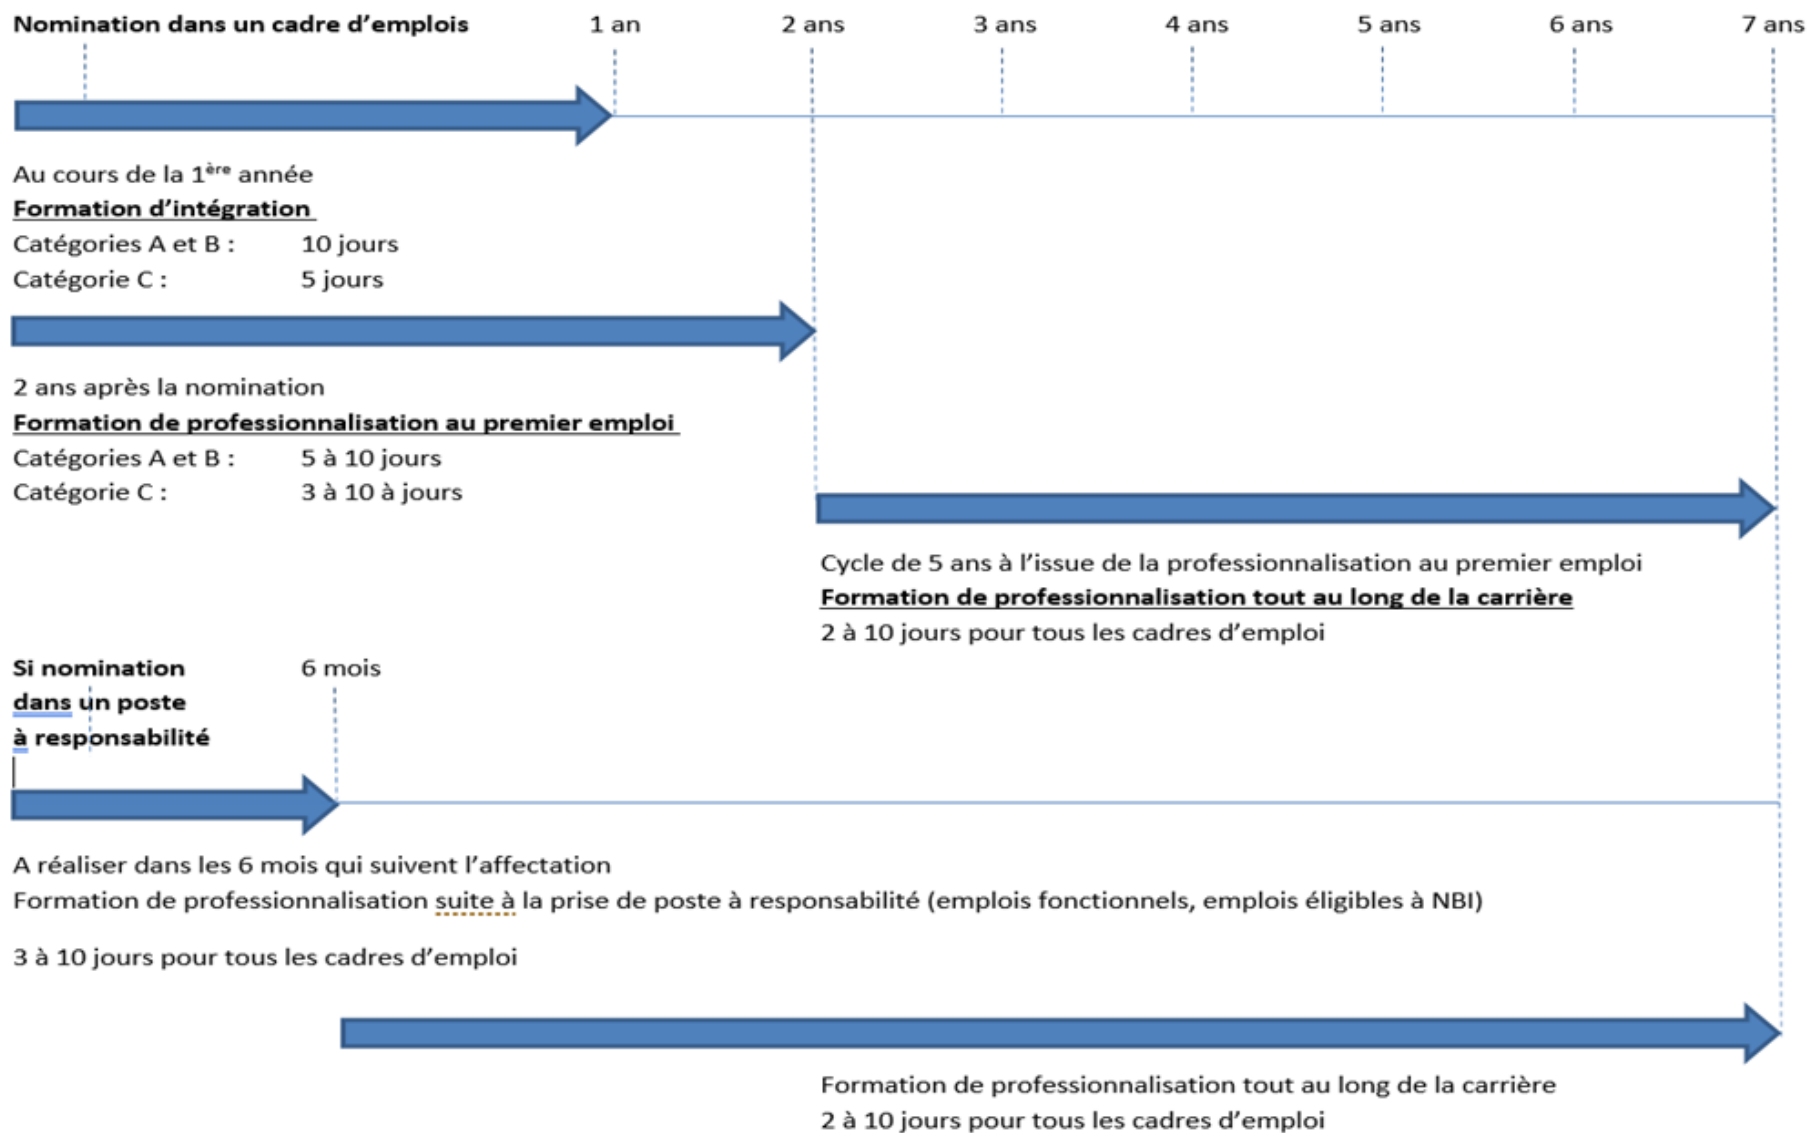 Nomination dans un cadre d’emplois 1 an 2 ans 3 ans 4 ans 5 ans 6 ans 7 ans
Au cours de la 1ère année
Formation d’intégration
Catégories A et B : 10 jours
Catégorie C : 5 jours
2 ans après la nomination
Formation de professionnalisation au premier emploi
Catégories A et B : 5 à 10 jours
Catégorie C : 3 à 10 à jours
Cycle de 5 ans à l’issue de la professionnalisation au premier emploi
Formation de professionnalisation tout au long de la carrière
2 à 10 jours pour tous les cadres d’emploi
Si nomination 6 mois
dans un poste
à responsabilité
A réaliser dans les 6 mois qui suivent l’affectation
Formation de professionnalisation suite à la prise de poste à responsabilité (emplois fonctionnels, emplois éligibles à NBI)
3 à 10 jours pour tous les cadres d’emploi
Formation de professionnalisation tout au long de la carrière
2 à 10 jours pour tous les cadres d’emploi